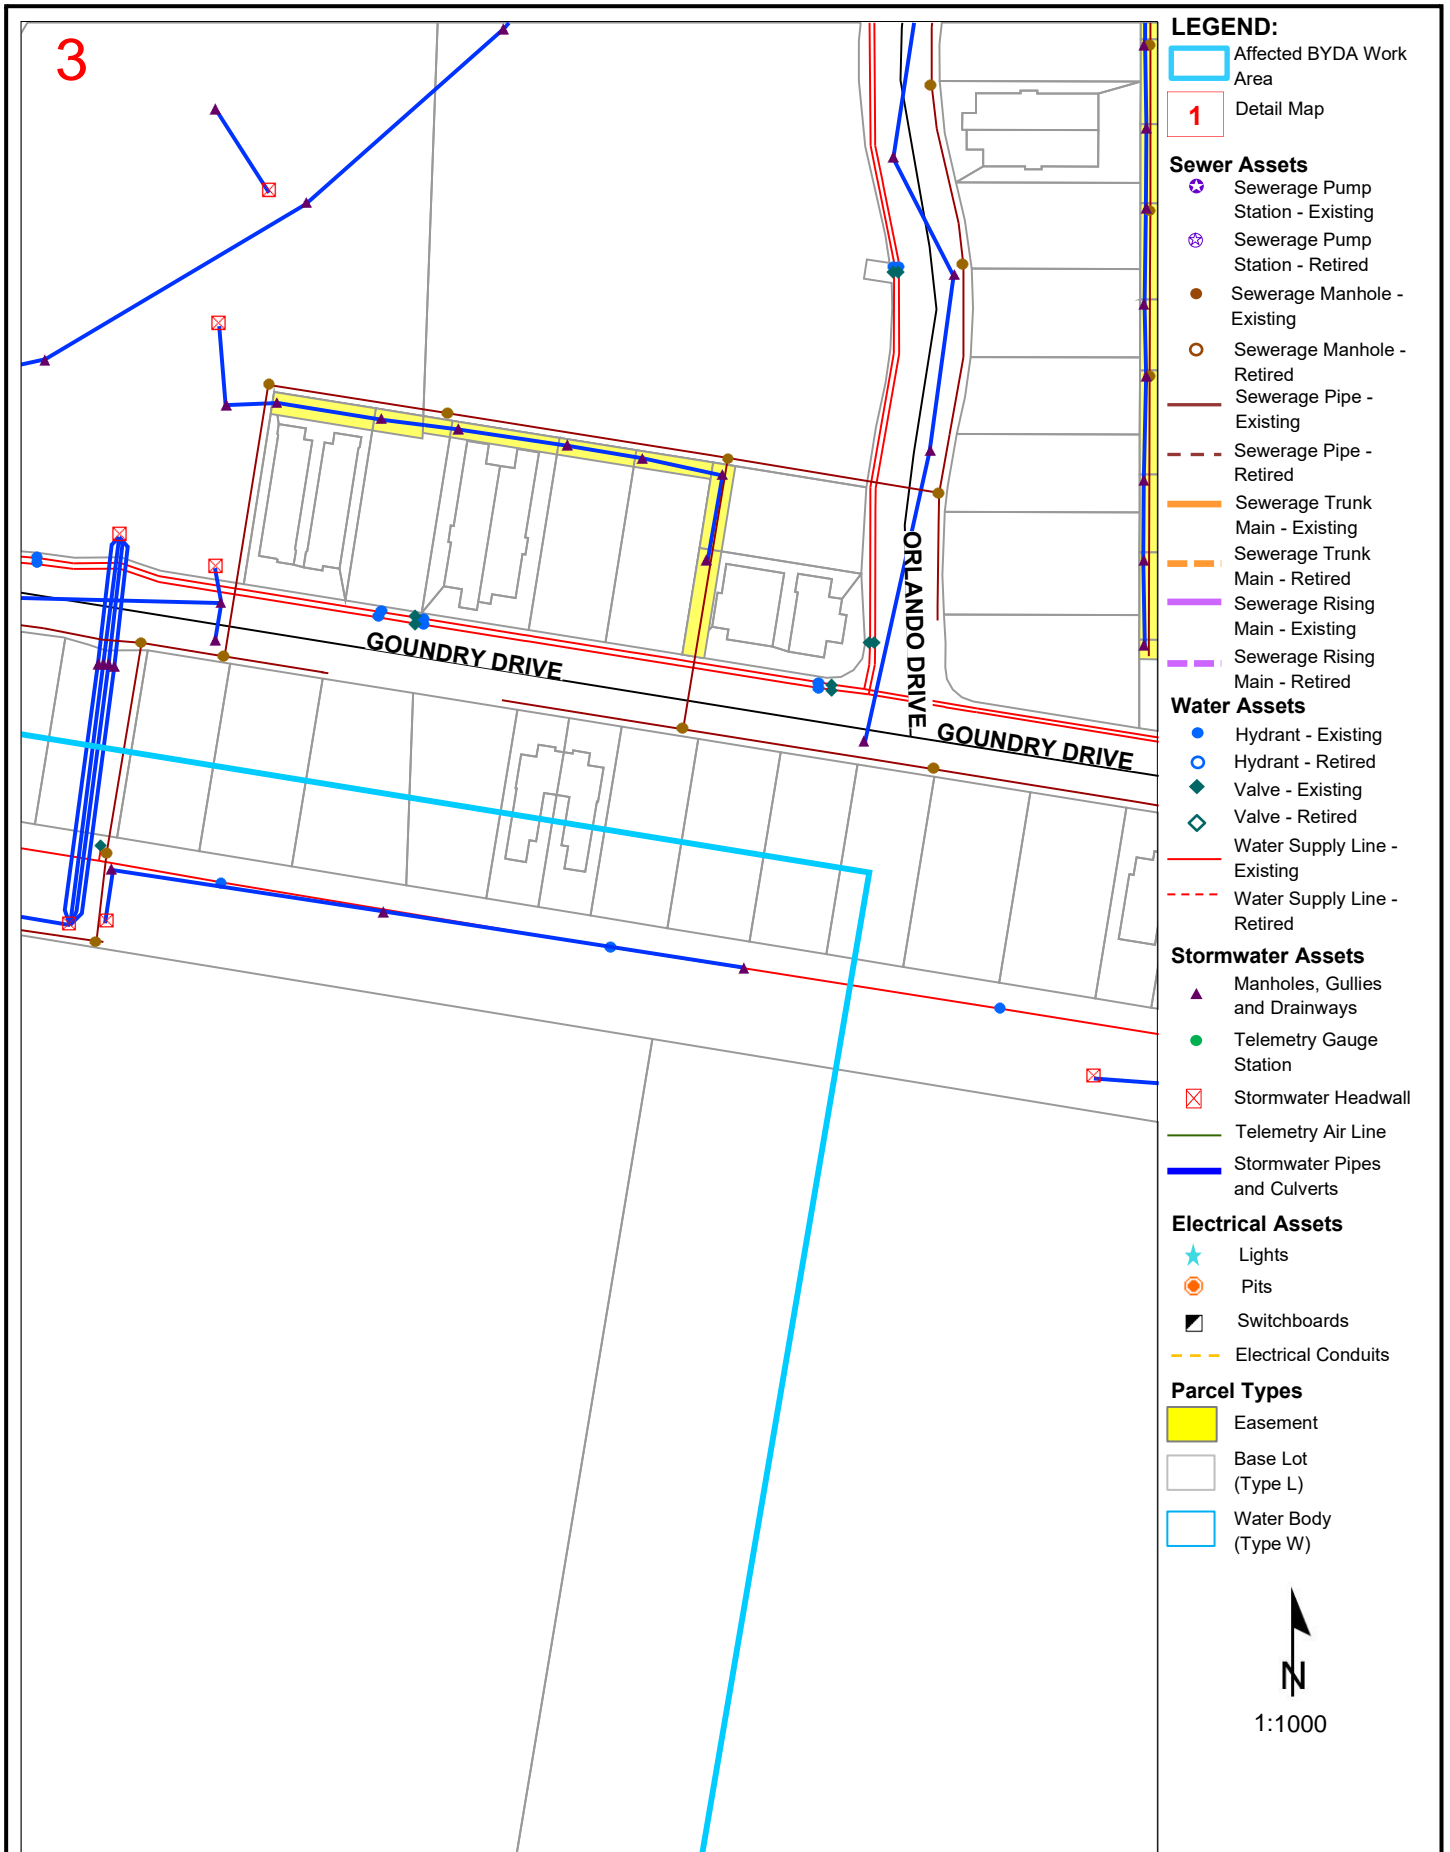 3
GOUNDRY DRIVE
ORLANDO DRIVE
GOUNDRY DRIVE
LEGEND:
Affected BYDA Work
Area
1
Detail Map
Sewer Assets
Sewerage Pump
Station - Existing
Sewerage Pump
Station - Retired
Sewerage Manhole -
Existing
Sewerage Manhole -
Retired
Sewerage Pipe -
Existing
Sewerage Pipe -
Retired
Sewerage Trunk
Main - Existing
Sewerage Trunk
Main - Retired
Sewerage Rising
Main - Existing
Sewerage Rising
Main - Retired
Water Assets
Hydrant - Existing
Hydrant - Retired
Valve - Existing
Valve - Retired
Water Supply Line -
Existing
Water Supply Line -
Retired
Stormwater Assets
Manholes, Gullies
and Drainways
Telemetry Gauge
Station
Stormwater Headwall
Telemetry Air Line
Stormwater Pipes
and Culverts
Electrical Assets
Lights
Pits
Switchboards
Electrical Conduits
Parcel Types
Easement
Base Lot
(Type L)
Water Body
(Type W)
N
1:1000